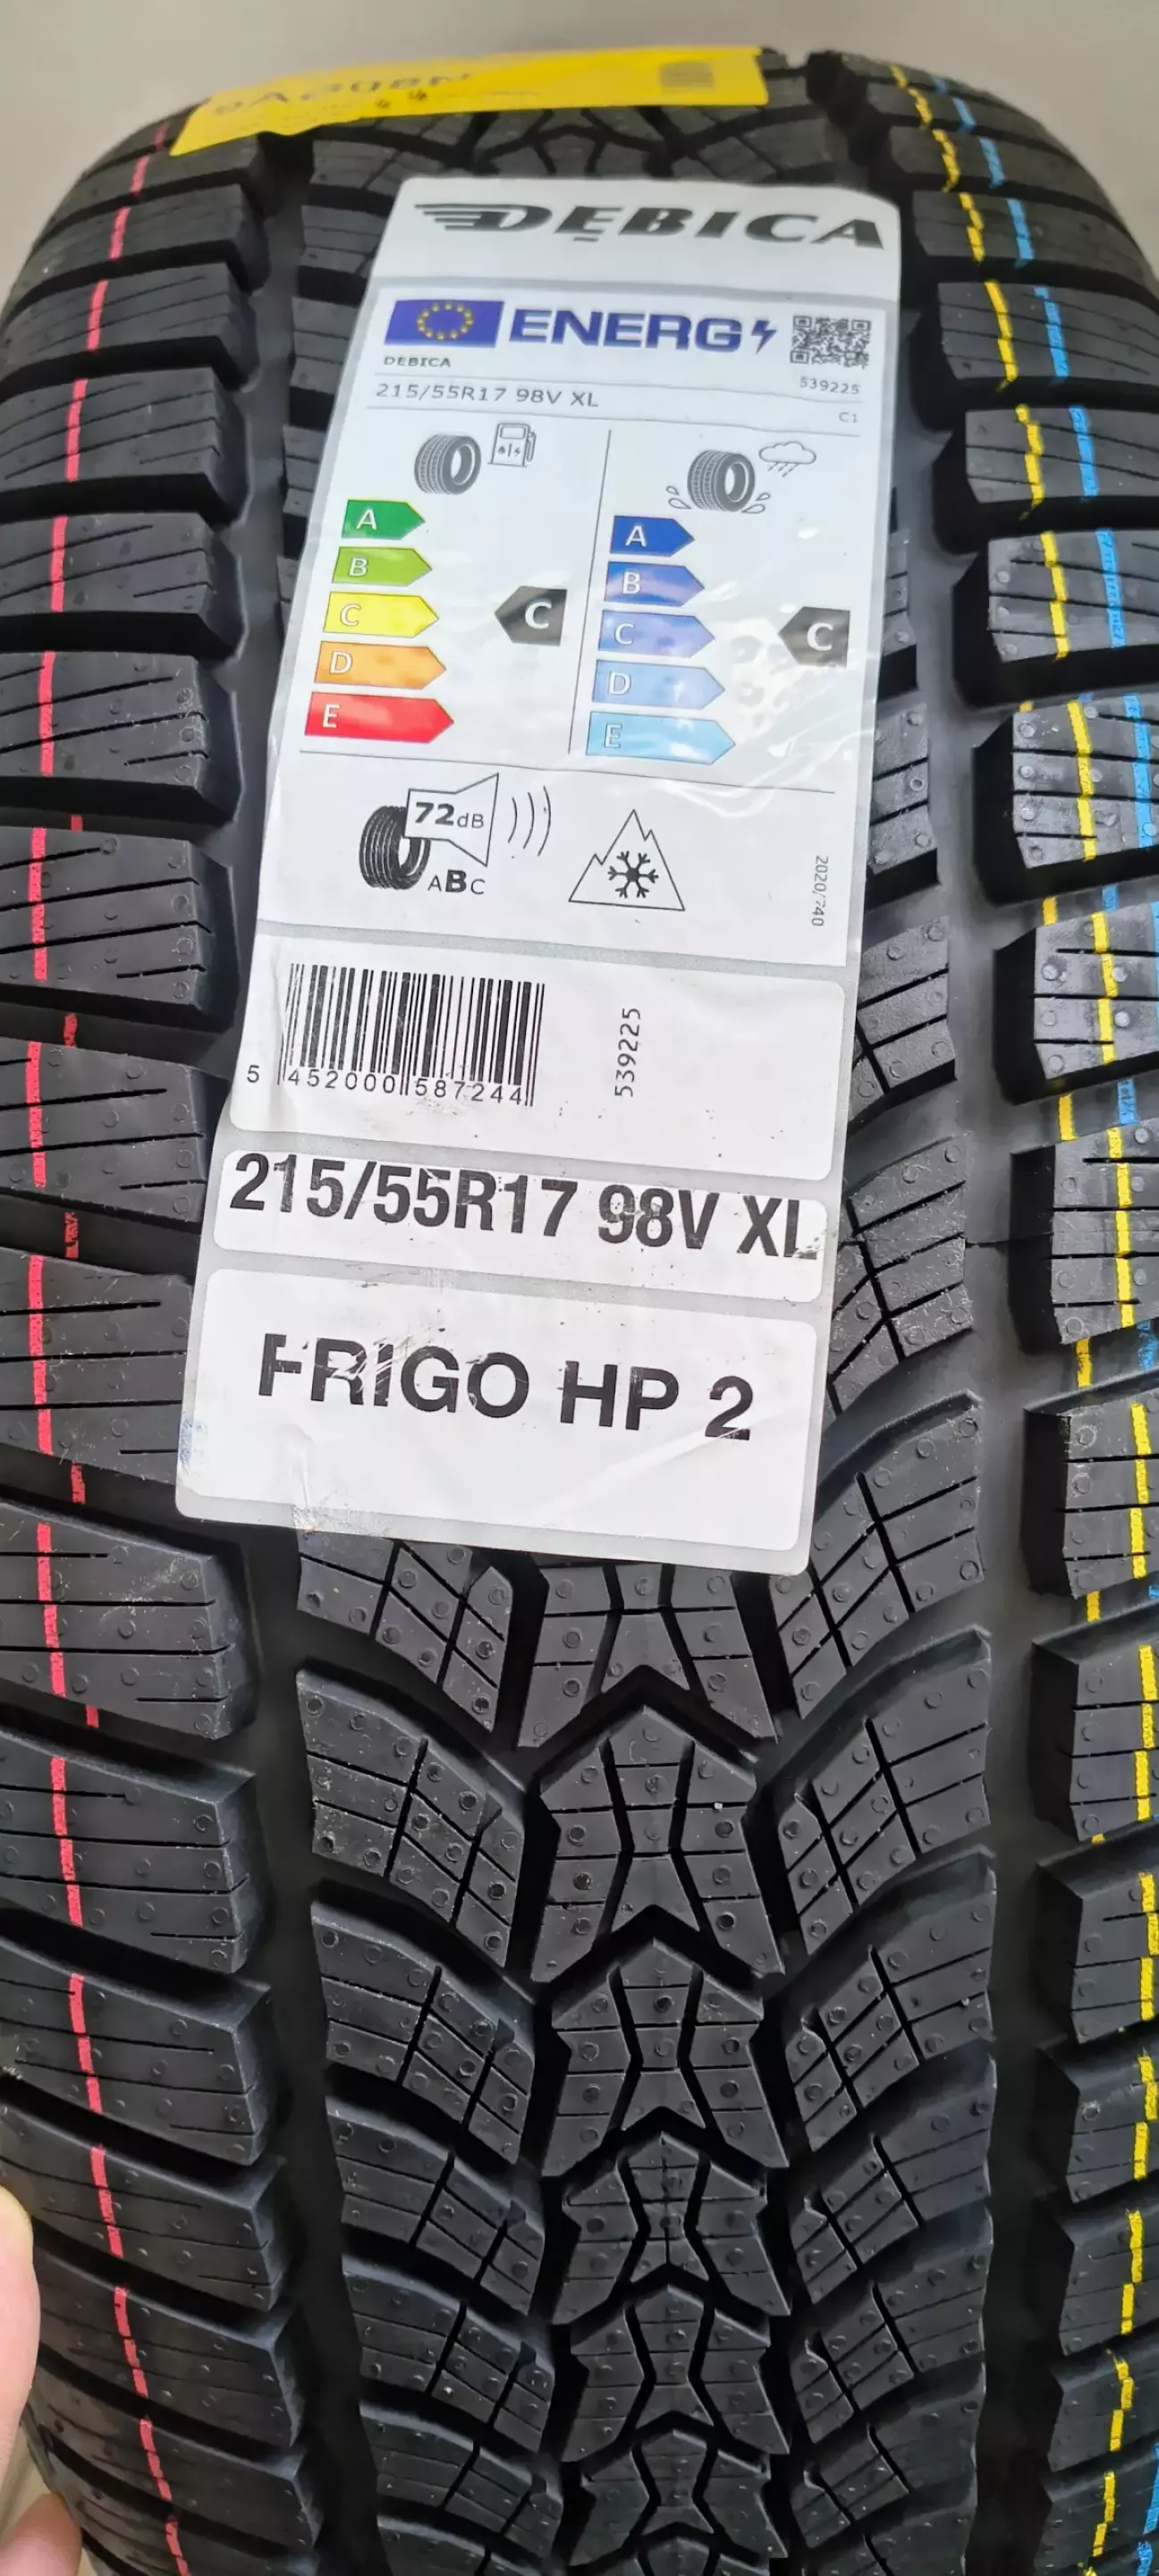 DĘBICA
ENERG
DEBICA
539225
215/55R17 98V XL
C1
A
B
C
D
E
C
A
B
C
D
E
C
72dB
ABC
2020/740
5 452000 587244
539225
215/55R17 98V XL
FRIGO HP 2